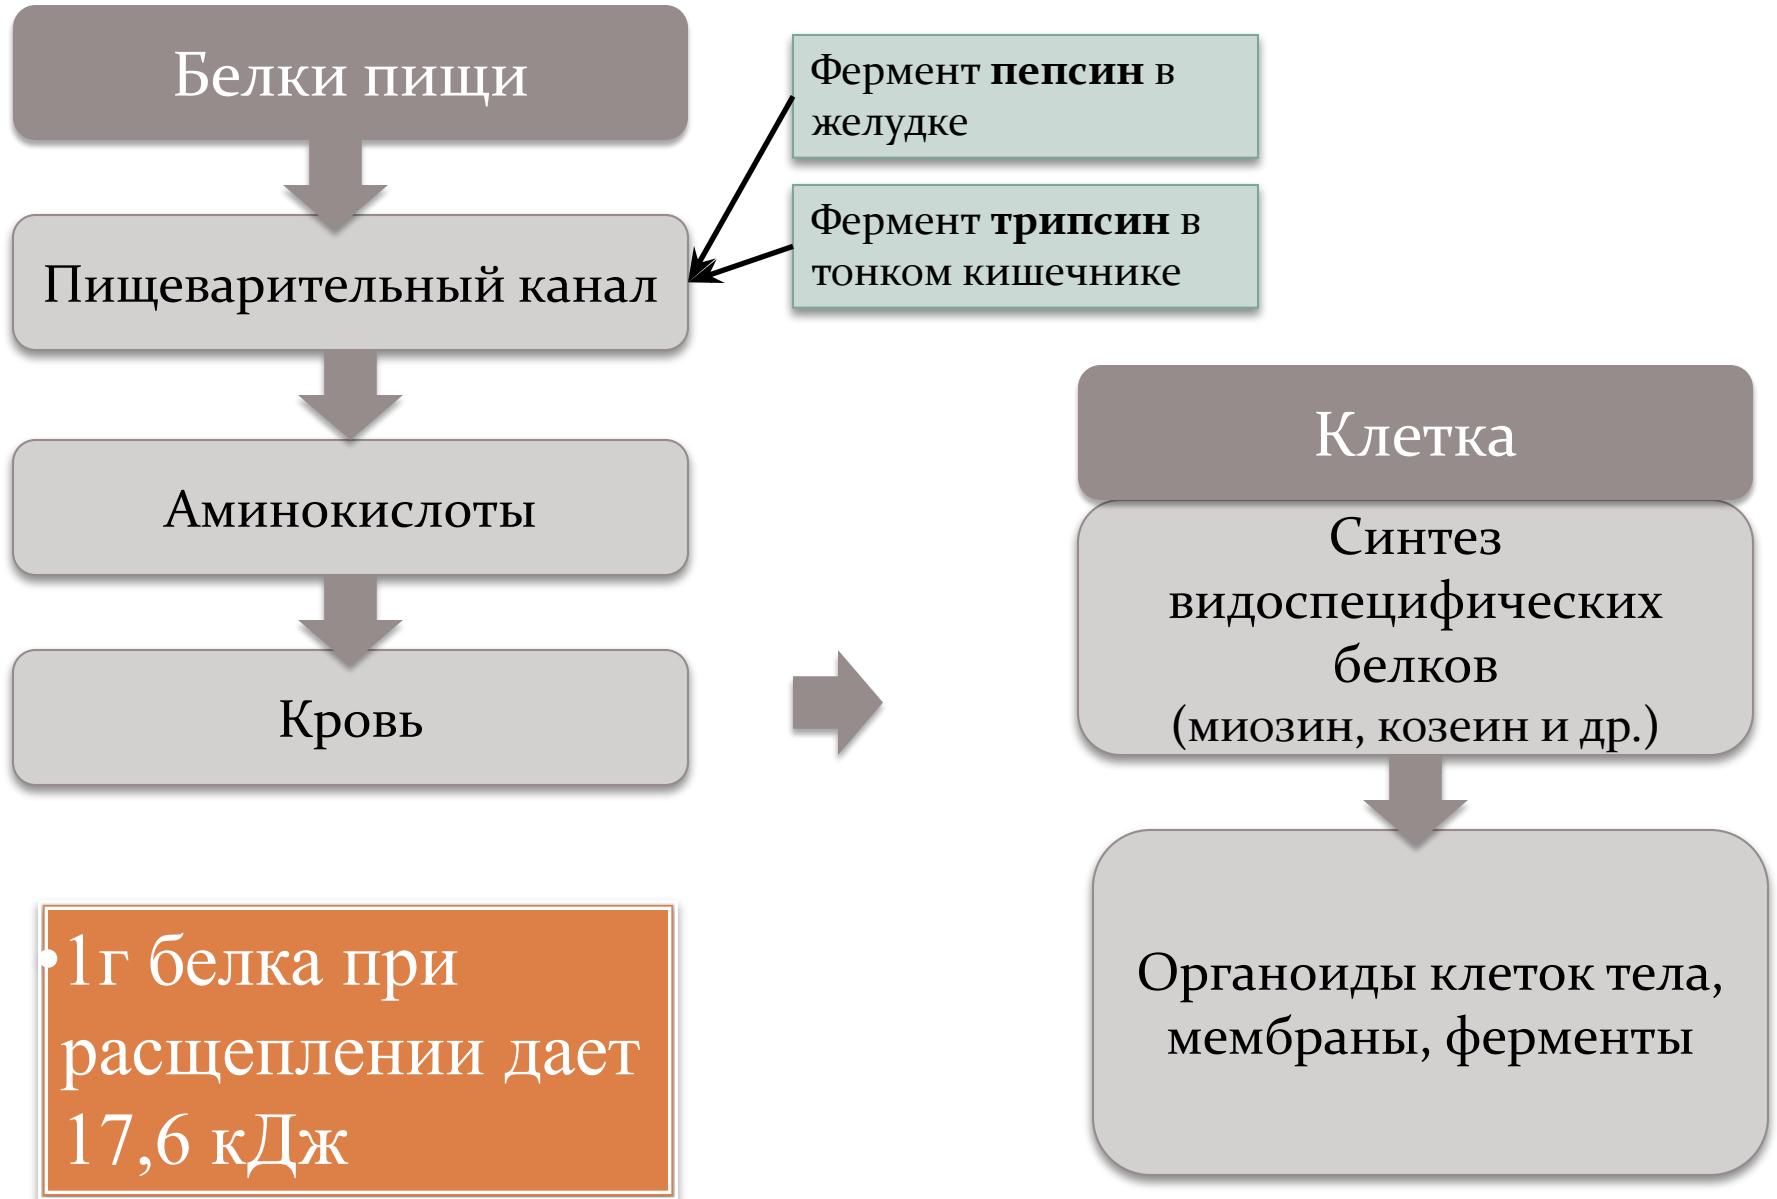 Белки пищи
Фермент пепсин в
желудке
Фермент трипсин в
тонком кишечнике
Пищеварительный канал
Аминокислоты
Кровь
Клетка
Синтез
видоспецифических
белков
(миозин, козеин и др.)
Органоиды клеток тела,
мембраны, ферменты
•1г белка при
расщеплении дает
17,6 кДж